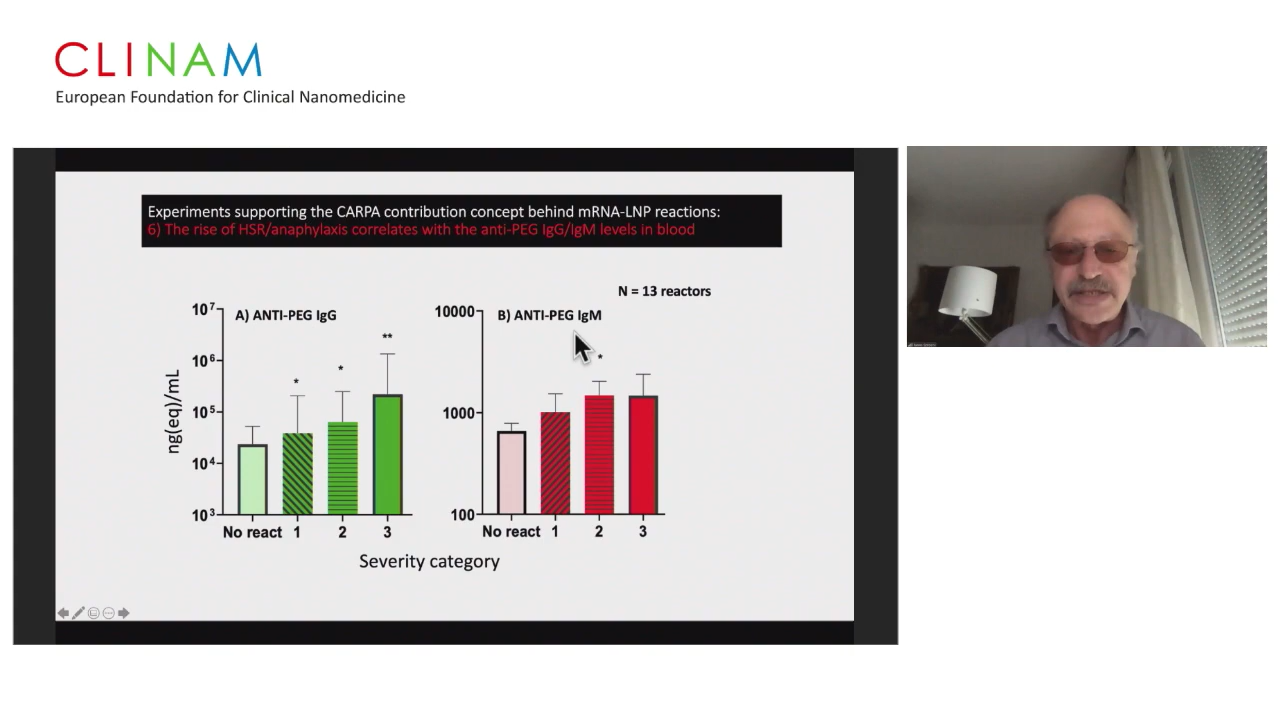 CLINAM
European Foundation for Clinical Nanomedicine
Experiments supporting the CARPA contribution concept behind mRNA-LNP reactions:
6) The rise of HSR/anaphylaxis correlates with the anti-PEG IgG/IgM levels in blood
N = 13 reactors
A) ANTI-PEG IgG
ng(eq)/mL
10⁷
10⁶
10⁵
10⁴
10³
*
*
**
No react 1 2 3
B) ANTI-PEG IgM
10000
1000
100
*
No react 1 2 3
Severity category